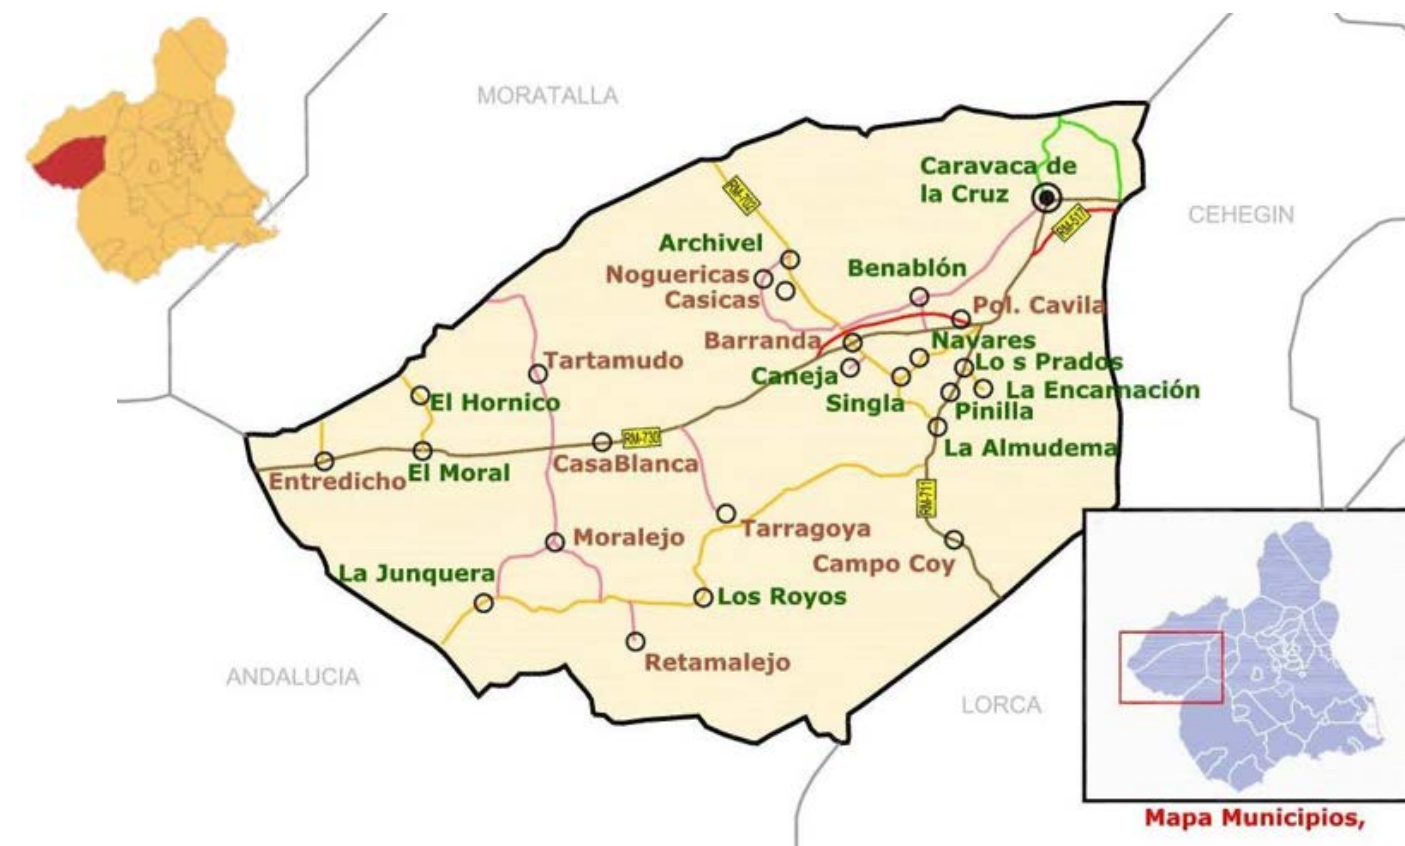 MORATALLA
Caravaca de
la Cruz
RM-702
CEHEGIN
RM-517
Archivel
Benablón
Noguericas
Casicas
Pol. Cavila
Barranda
Navares
Tartamudo
Lo s Prados
Caneja
La Encarnación
El Hornico
Singla
Pinilla
RM-730
La Almudema
CasaBlanca
El Moral
Entredicho
RM-711
Tarragoya
Moralejo
Campo Coy
La Junquera
Los Royos
Retamalejo
ANDALUCIA
LORCA
Mapa Municipios,